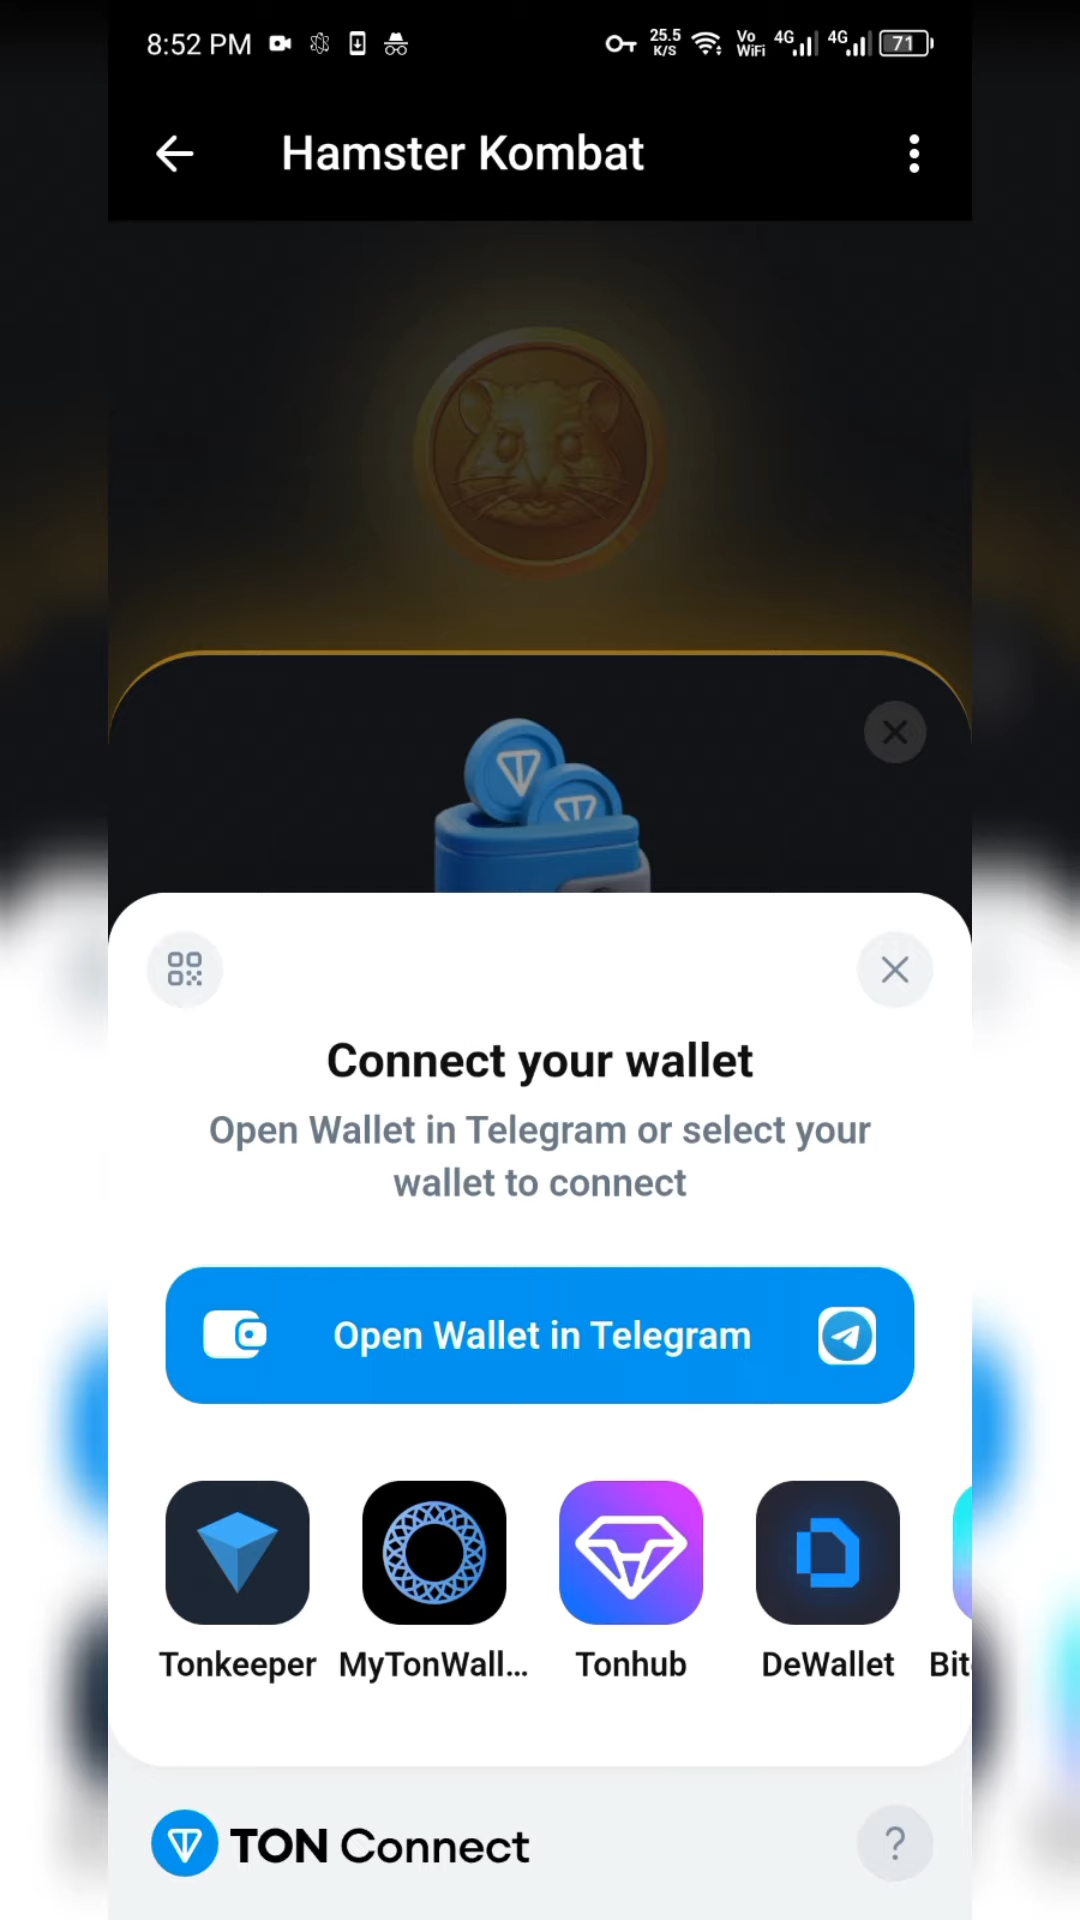 8:52 PM
25.5 K/S
Vo WiFi
4G
4G
71
Hamster Kombat
Connect your wallet
Open Wallet in Telegram or select your
wallet to connect
Open Wallet in Telegram
Tonkeeper
MyTonWall...
Tonhub
DeWallet
Bit
TON Connect
?